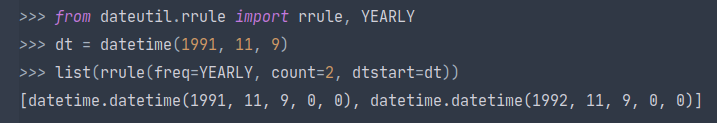 >>> from dateutil.rrule import rrule, YEARLY
>>> dt = datetime(1991, 11, 9)
>>> list(rrule(freq=YEARLY, count=2, dtstart=dt))
[datetime.datetime(1991, 11, 9, 0, 0), datetime.datetime(1992, 11, 9, 0, 0)]